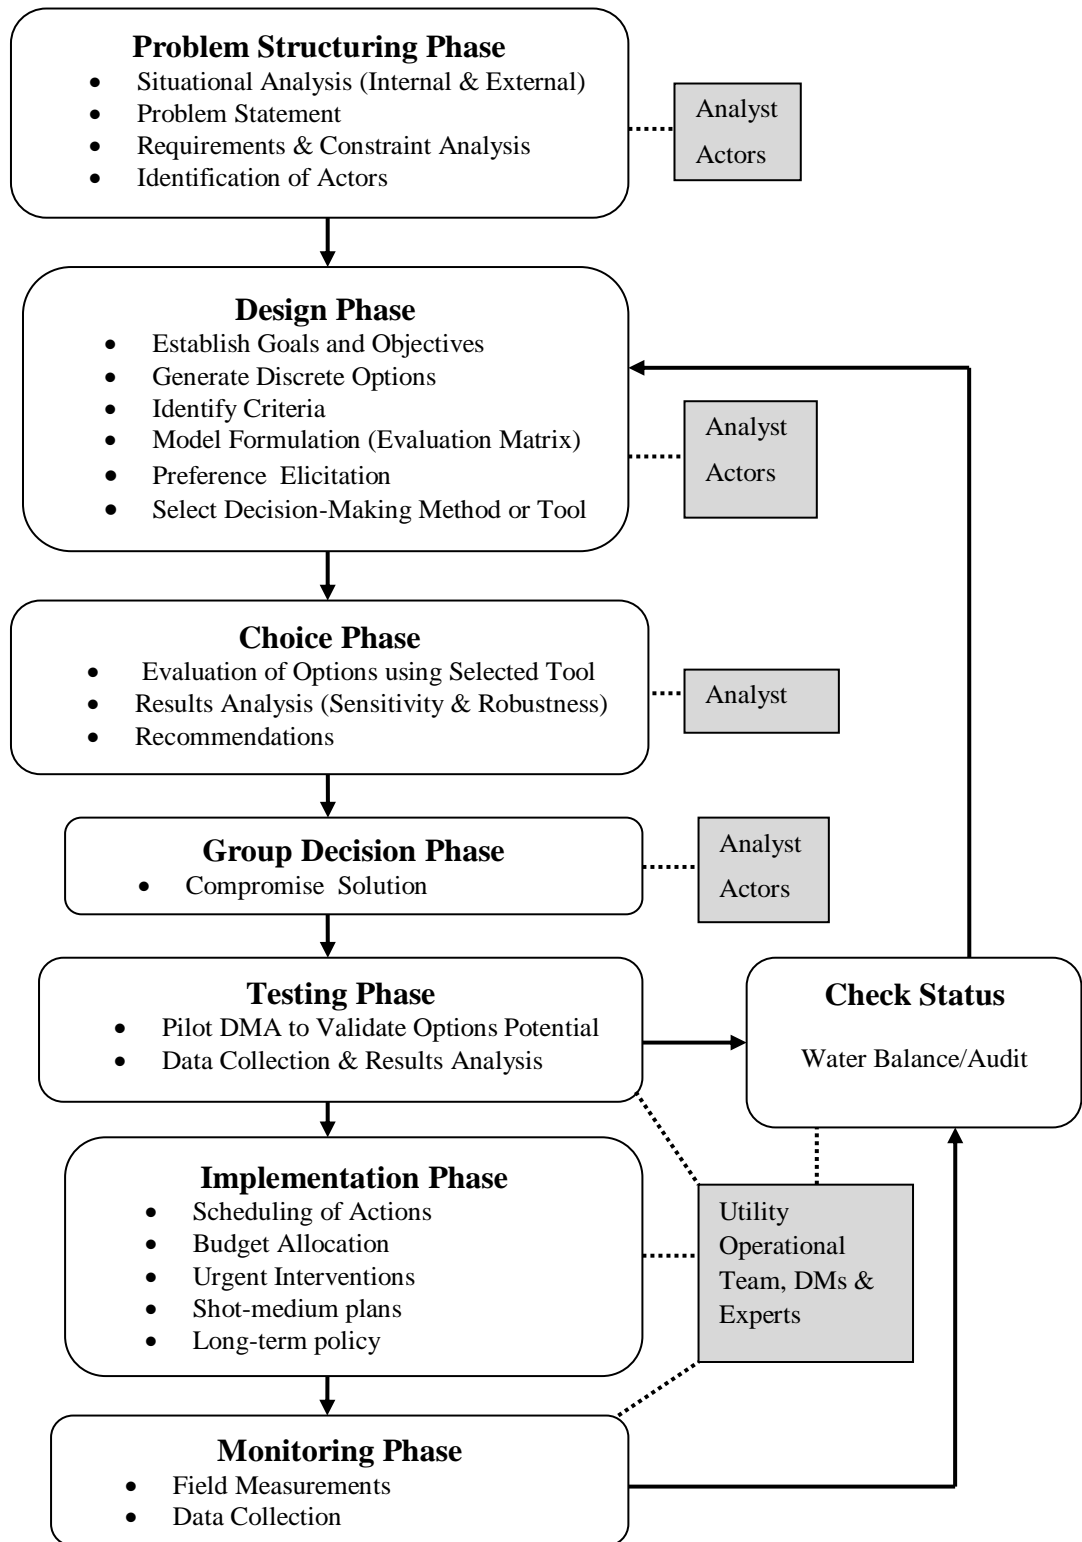 Problem Structuring Phase
• Situational Analysis (Internal & External)
• Problem Statement
• Requirements & Constraint Analysis
• Identification of Actors
Analyst
Actors
Design Phase
• Establish Goals and Objectives
• Generate Discrete Options
• Identify Criteria
• Model Formulation (Evaluation Matrix)
• Preference Elicitation
• Select Decision-Making Method or Tool
Analyst
Actors
Choice Phase
• Evaluation of Options using Selected Tool
• Results Analysis (Sensitivity & Robustness)
• Recommendations
Analyst
Group Decision Phase
• Compromise Solution
Analyst
Actors
Testing Phase
• Pilot DMA to Validate Options Potential
• Data Collection & Results Analysis
Check Status
Water Balance/Audit
Implementation Phase
• Scheduling of Actions
• Budget Allocation
• Urgent Interventions
• Shot-medium plans
• Long-term policy
Utility
Operational
Team, DMs &
Experts
Monitoring Phase
• Field Measurements
• Data Collection